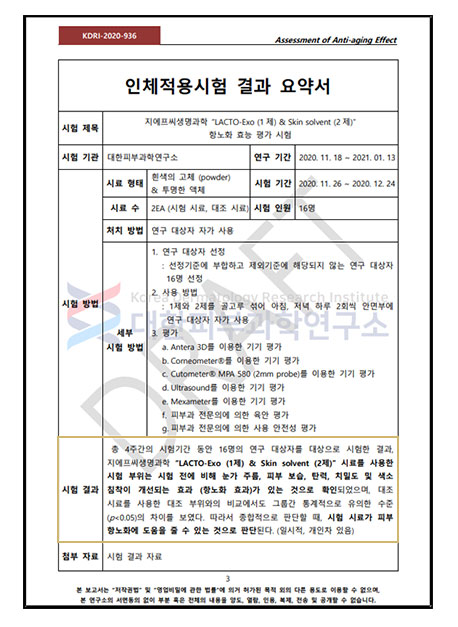 KDRI-2020-936
Assessment of Anti-aging Effect
인체적용시험 결과 요약서
시험 제목
지에프씨생명과학 "LACTO-Exo (1 제) & Skin solvent (2 제)"
항노화 효능 평가 시험
시험 기관 대한피부과학연구소 연구 기간 2020. 11. 18 ~ 2021. 01. 13
시험 방법
시료 형태 흰색의 고체 (powder)
& 투명한 액체
시험 기간 2020. 11. 26 ~ 2020. 12. 24
시료 수 2EA (시험 시료, 대조 시료) 시험 인원 16명
처치 방법 연구 대상자 자가 사용
세부
시험 방법
1. 연구 대상자 선정
: 선정기준에 부합하고 제외기준에 해당되지 않는 연구 대상자
16명 선정
2. 사용 방법
: 1제와 2제를 골고루 섞어 아침, 저녁 하루 2회씩 안면부에
연구 대상자 자가 사용
3. 평가
a. Antera 3D를 이용한 기기 평가
b. Corneometer®를 이용한 기기 평가
c. Cutometer® MPA 580 (2mm probe)를 이용한 기기 평가
d. Ultrasound를 이용한 기기 평가
e. Mexameter를 이용한 기기 평가
f. 피부과 전문의에 의한 육안 평가
g. 피부과 전문의에 의한 사용 안전성 평가
Korea Dermatology Research Institute
대한피부과학연구소
DRAFT
시험 결과
총 4주간의 시험기간 동안 16명의 연구 대상자를 대상으로 시험한 결과,
지에프씨생명과학 "LACTO-Exo (1제) & Skin solvent (2제)" 시료를 사용한
시험 부위는 시험 전에 비해 눈가 주름, 피부 보습, 탄력, 치밀도 및 색소
침착이 개선되는 효과 (항노화 효과)가 있는 것으로 확인되었으며, 대조
시료를 사용한 대조 부위와의 비교에서도 그룹간 통계적으로 유의한 수준
(p<0.05)의 차이를 보였다. 따라서 종합적으로 판단할 때, 시험 시료가 피부
항노화에 도움을 줄 수 있는 것으로 판단된다. (일시적, 개인차 있음)
첨부 자료 시험 결과 자료
3
본 보고서는 "저작권법" 및 "영업비밀에 관한 법률"에 의거 허가된 목적 외의 다른 용도로 이용할 수 없으며,
본 연구소의 서면동의 없이 부분 혹은 전체의 내용을 양도, 열람, 인용, 복제, 전송 및 공개할 수 없습니다.